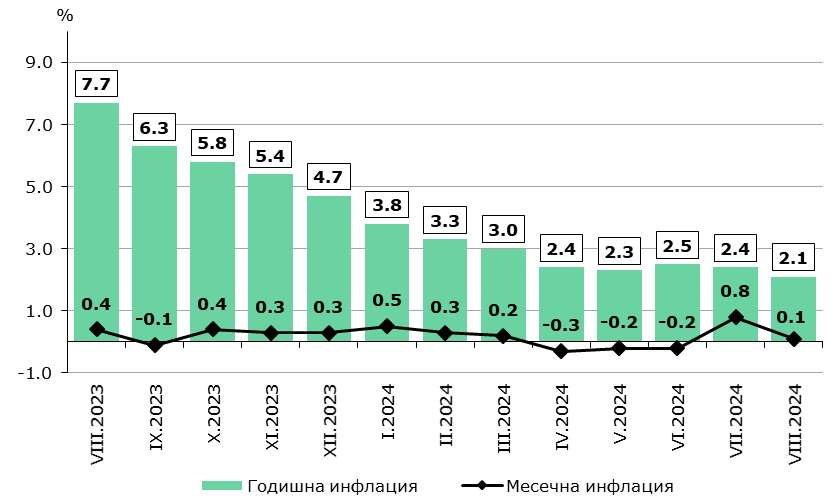 %
9.0
7.0
5.0
3.0
1.0
-1.0
7.7
6.3
5.8
5.4
4.7
3.8
3.3
3.0
2.4
2.3
2.5
2.4
2.1
0.4
-0.1
0.4
0.3
0.3
0.5
0.3
0.2
-0.3
-0.2
-0.2
0.8
0.1
VIII.2023
IX.2023
X.2023
XI.2023
XII.2023
I.2024
II.2024
III.2024
IV.2024
V.2024
VI.2024
VII.2024
VIII.2024
Годишна инфлация
Месечна инфлация